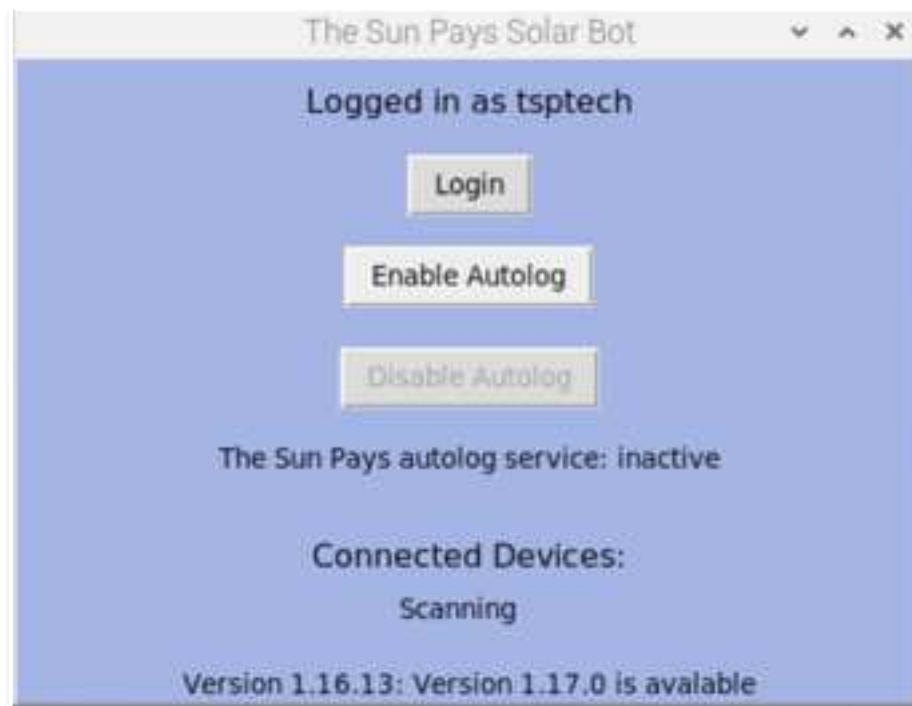 The Sun Pays Solar Bot
Logged in as tsptech
Login
Enable Autolog
Disable Autolog
The Sun Pays autolog service: inactive
Connected Devices:
Scanning
Version 1.16.13: Version 1.17.0 is avalable